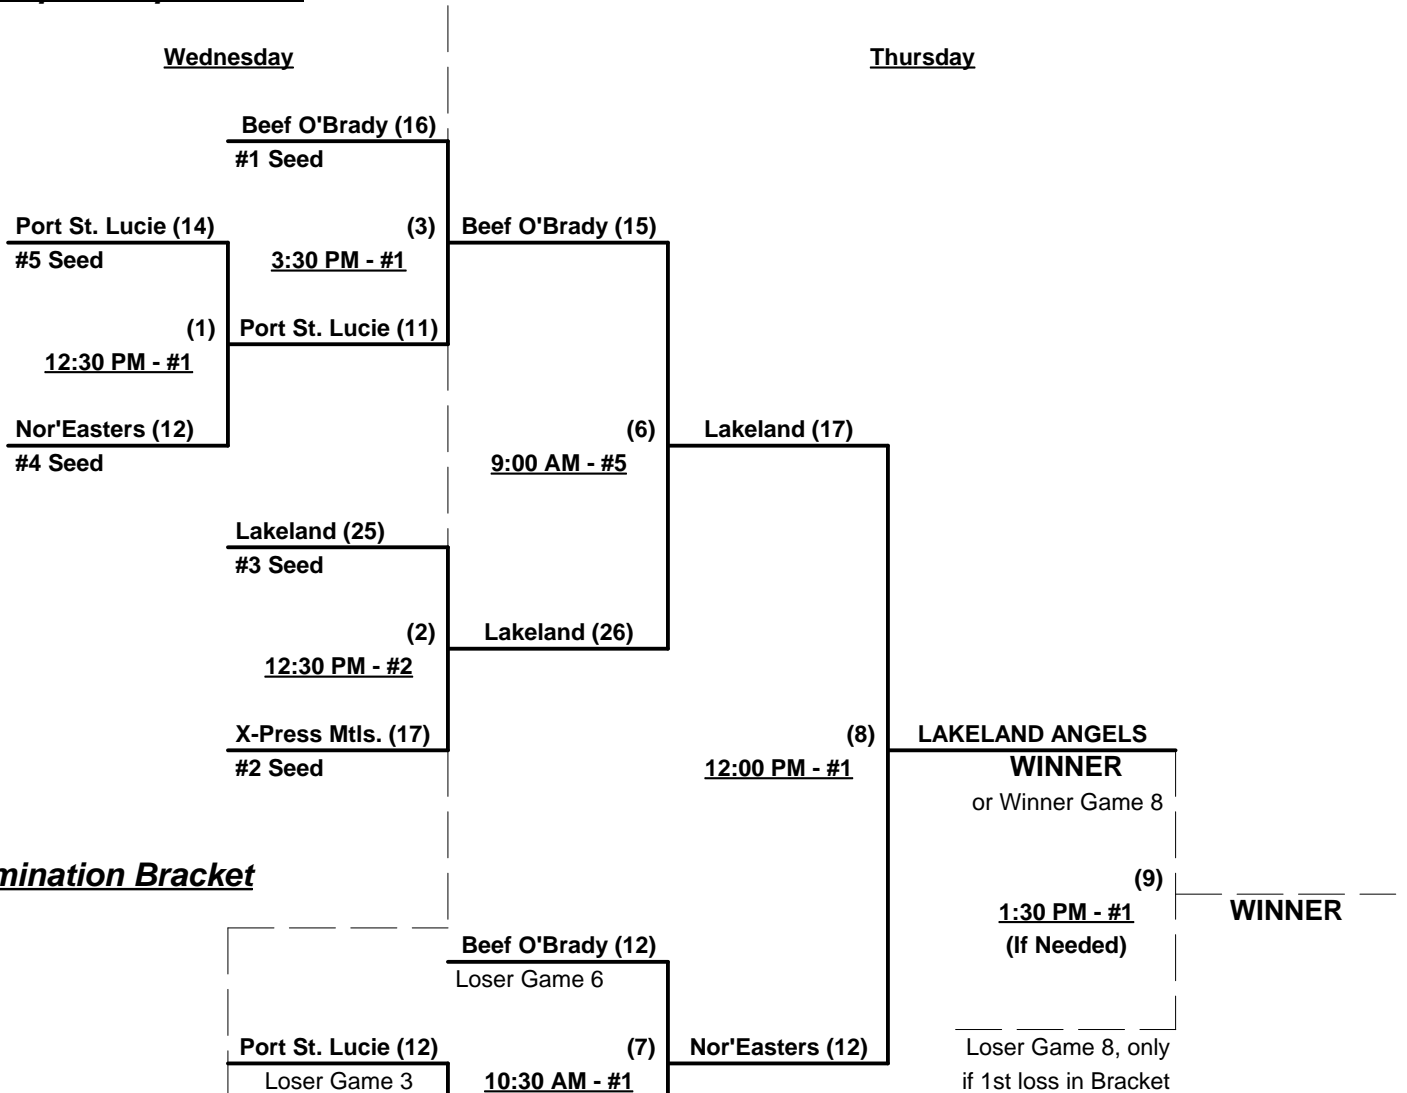 Wednesday
Thursday
Beef O'Brady (16)
#1 Seed
Port St. Lucie (14)
(3)
Beef O'Brady (15)
#5 Seed
3:30 PM - #1
(1)
Port St. Lucie (11)
12:30 PM - #1
Nor'Easters (12)
(6)
Lakeland (17)
#4 Seed
9:00 AM - #5
Lakeland (25)
#3 Seed
(2)
Lakeland (26)
12:30 PM - #2
X-Press Mtls. (17)
(8)
LAKELAND ANGELS
#2 Seed
12:00 PM - #1
WINNER
or Winner Game 8
mination Bracket
(9)
1:30 PM - #1
WINNER
(If Needed)
Beef O'Brady (12)
Loser Game 6
Port St. Lucie (12)
(7)
Nor'Easters (12)
Loser Game 8, only
Loser Game 3
10:30 AM - #1
if 1st loss in Bracket